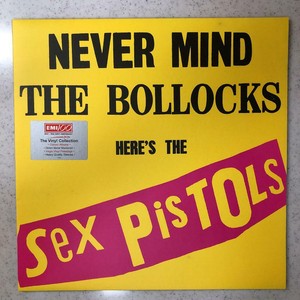 NEVER MIND
THE BOLLOCKS
HERE'S THE
Sex PisTOls
EMI
The Vinyl Collection